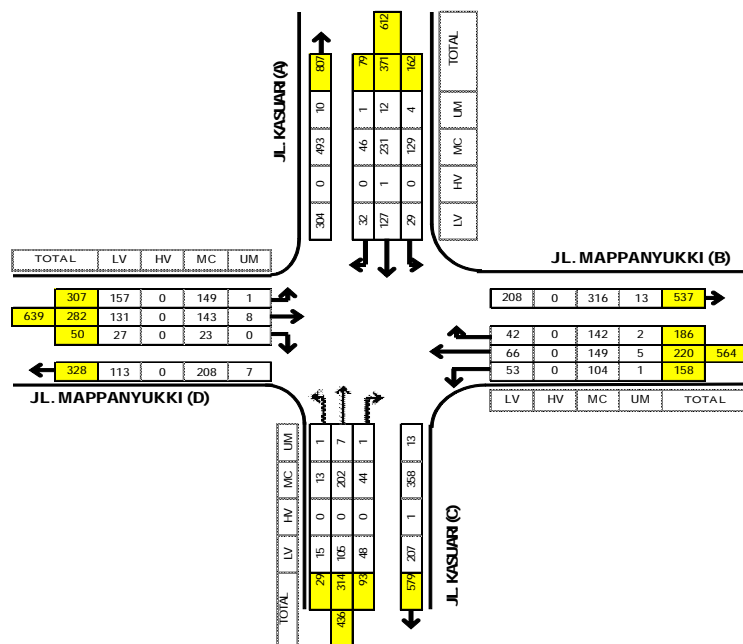 612
807 79 371 162 TOTAL
10 1 12 4 UM
493 46 231 129 MC
0 0 1 0 HV
304 32 127 29 LV
JL. KASUARI (A)
TOTAL LV HV MC UM
307 157 0 149 1
639 282 131 0 143 8
50 27 0 23 0
328 113 0 208 7
JL. MAPPANYUKKI (D)
JL. MAPPANYUKKI (B)
208 0 316 13 537
42 0 142 2 186
66 0 149 5 220 564
53 0 104 1 158
LV HV MC UM TOTAL
UM 1 7 1 13
MC 13 202 44 358
HV 0 0 0 1
LV 15 105 48 207
TOTAL 29 314 93 579
436
JL. KASUARI (C)